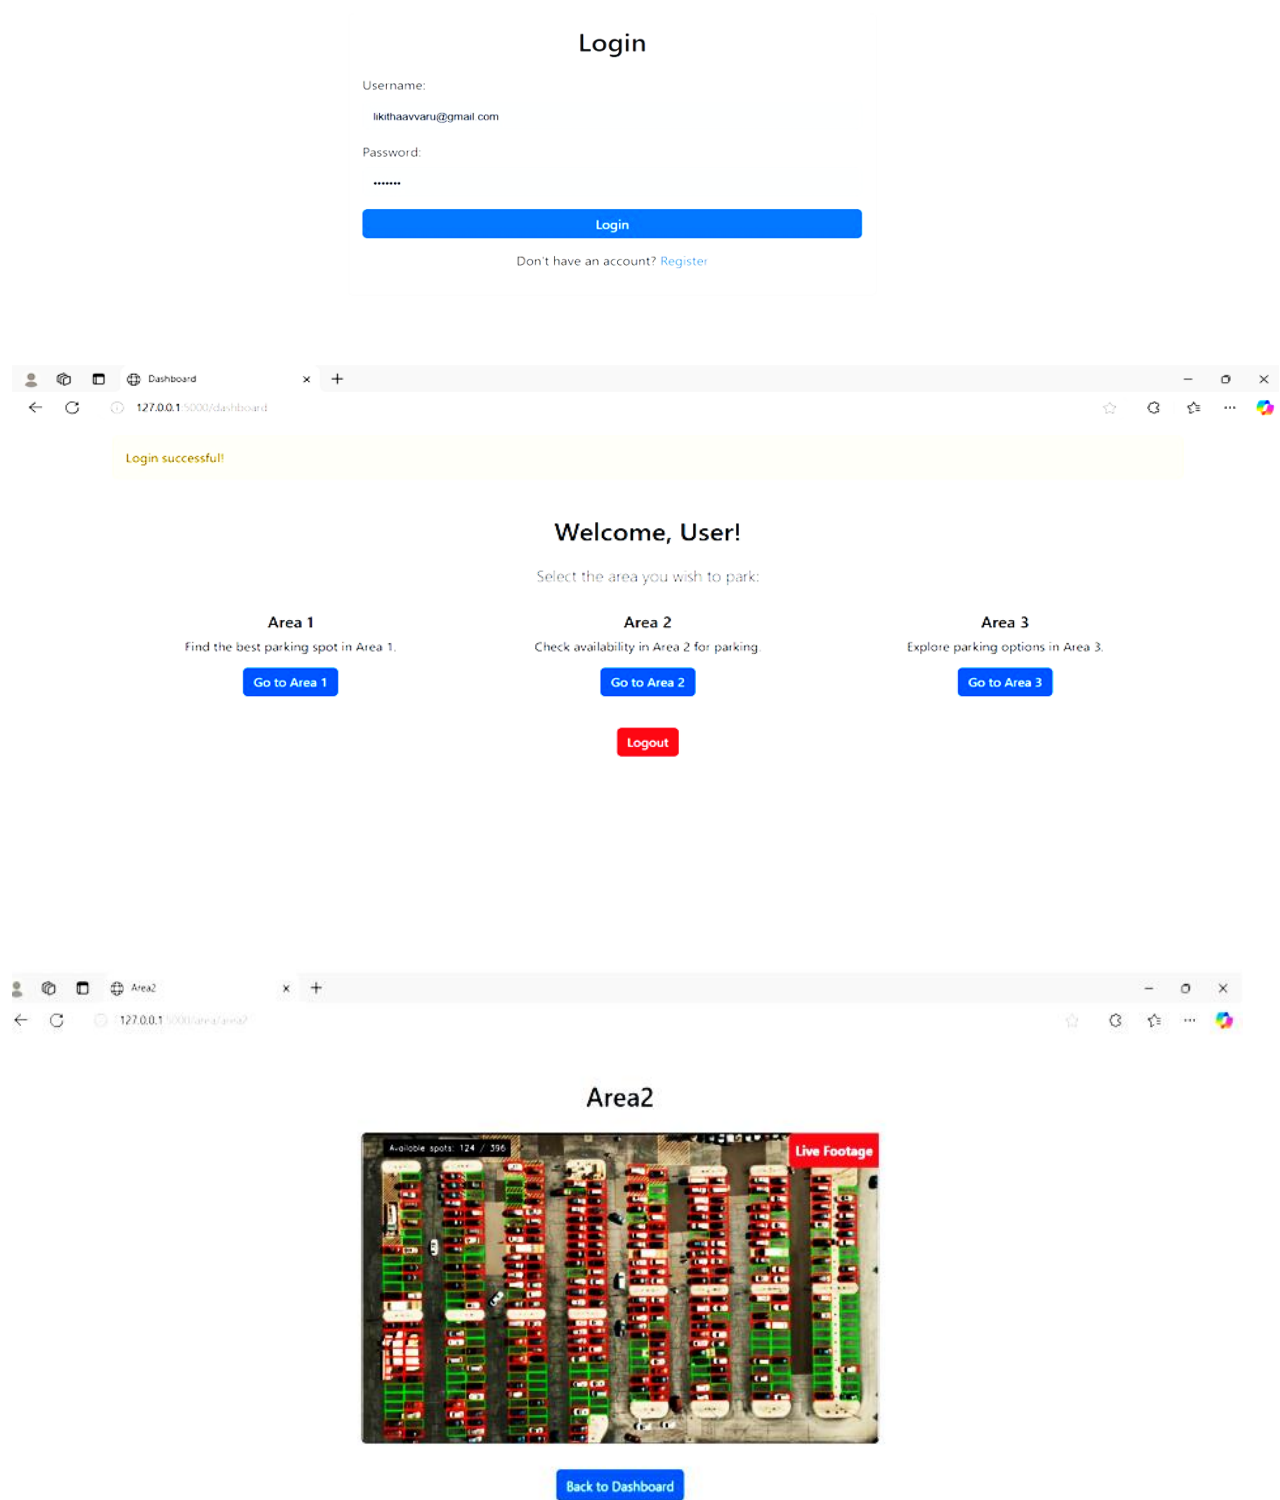 Login
Username:
likithaavvaru@gmail.com
Password:
•••••••
Login
Don't have an account? Register
Dashboard
127.0.0.1:5000/dashboard
Login successful!
Welcome, User!
Select the area you wish to park:
Area 1 Area 2 Area 3
Find the best parking spot in Area 1. Check availability in Area 2 for parking. Explore parking options in Area 3.
Go to Area 1 Go to Area 2 Go to Area 3
Logout
Area2
127.0.0.1:5000/area/area2
Area2
Available spots: 124 / 396
Live Footage
Back to Dashboard